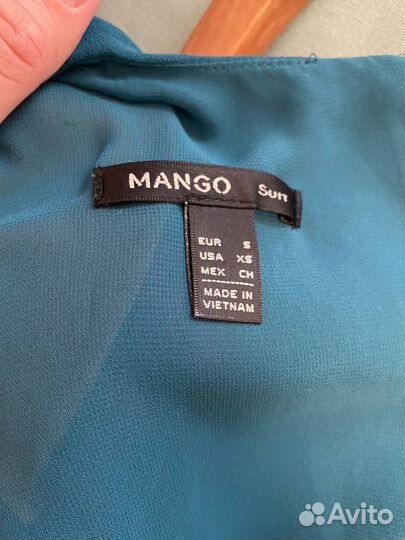 MANGO Suit
EUR S
USA XS
MEX CH
MADE IN
VIETNAM
Avito